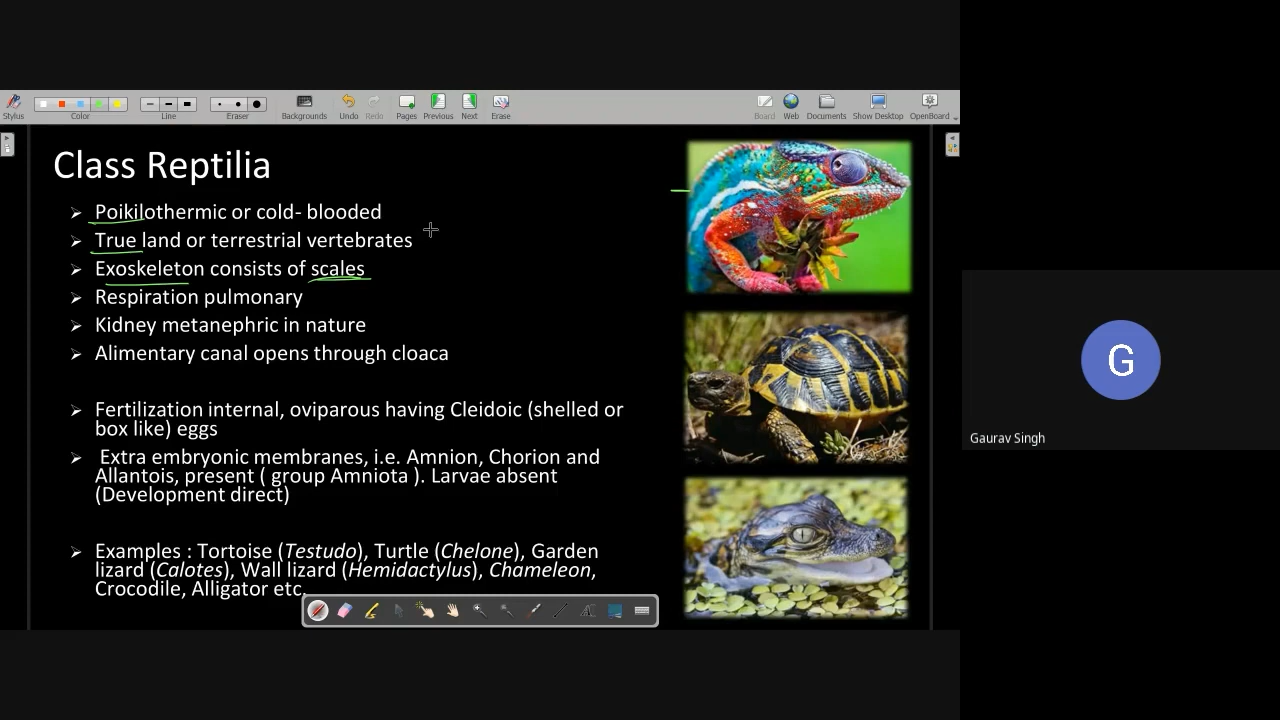 Stylus
Color
Line
Eraser
Backgrounds
Undo
Redo
Pages
Previous
Next
Erase
Board
Web
Documents
Show Desktop
OpenBoard
Class Reptilia
Poikilothermic or cold- blooded
True land or terrestrial vertebrates
Exoskeleton consists of scales
Respiration pulmonary
Kidney metanephric in nature
Alimentary canal opens through cloaca
Fertilization internal, oviparous having Cleidoic (shelled or
box like) eggs
Extra embryonic membranes, i.e. Amnion, Chorion and
Allantois, present ( group Amniota ). Larvae absent
(Development direct)
Examples : Tortoise (Testudo), Turtle (Chelone), Garden
lizard (Calotes), Wall lizard (Hemidactylus), Chameleon,
Crocodile, Alligator etc.
G
Gaurav Singh